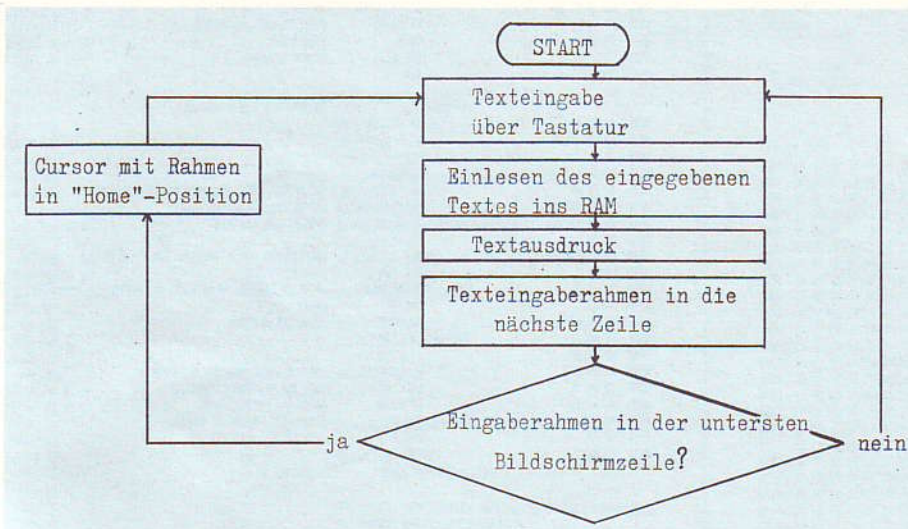 START
Texteingabe
über Tastatur
Cursor mit Rahmen
in "Home"-Position
Einlesen des eingegebenen
Textes ins RAM
Textausdruck
Texteingaberahmen in die
nächste Zeile
Eingaberahmen in der untersten
Bildschirmzeile?
ja
nein